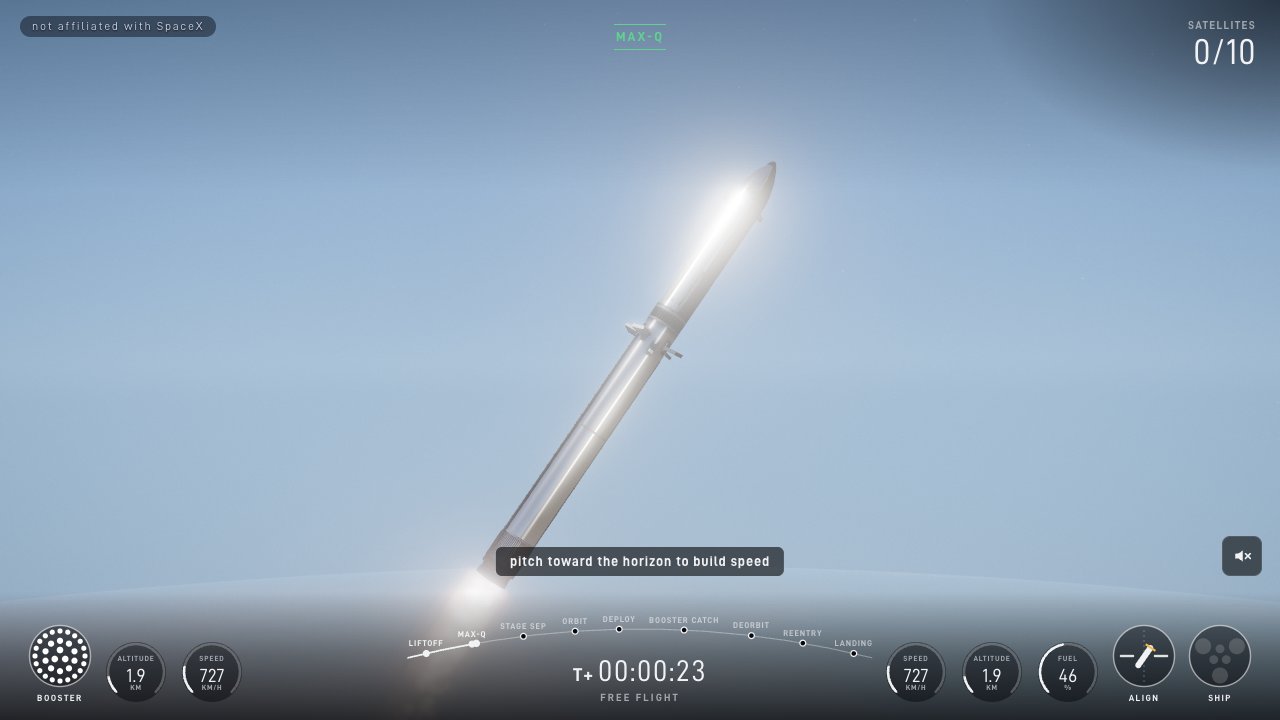 not affiliated with SpaceX
MAX-Q
SATELLITES
0/10
pitch toward the horizon to build speed
LIFTOFF
MAX-Q
STAGE SEP
ORBIT
DEPLOY
BOOSTER CATCH
DEORBIT
REENTRY
LANDING
BOOSTER
ALTITUDE
1.9
KM
SPEED
727
KM/H
T+ 00:00:23
FREE FLIGHT
SPEED
727
KM/H
ALTITUDE
1.9
KM
FUEL
46
%
ALIGN
SHIP